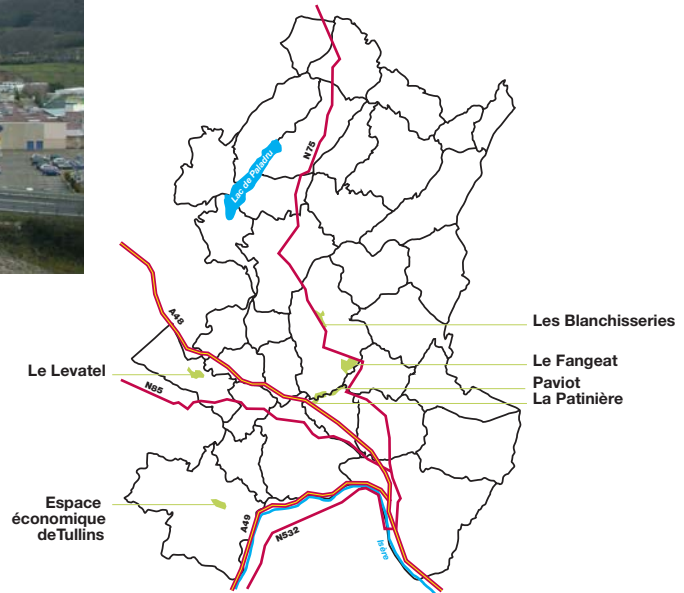 N75
Lac de Paladru
A48
Les Blanchisseries
Le Fangeat
Le Levatel
Paviot
N85
La Patinière
Espace
économique
deTullins
A49
N532
Isère